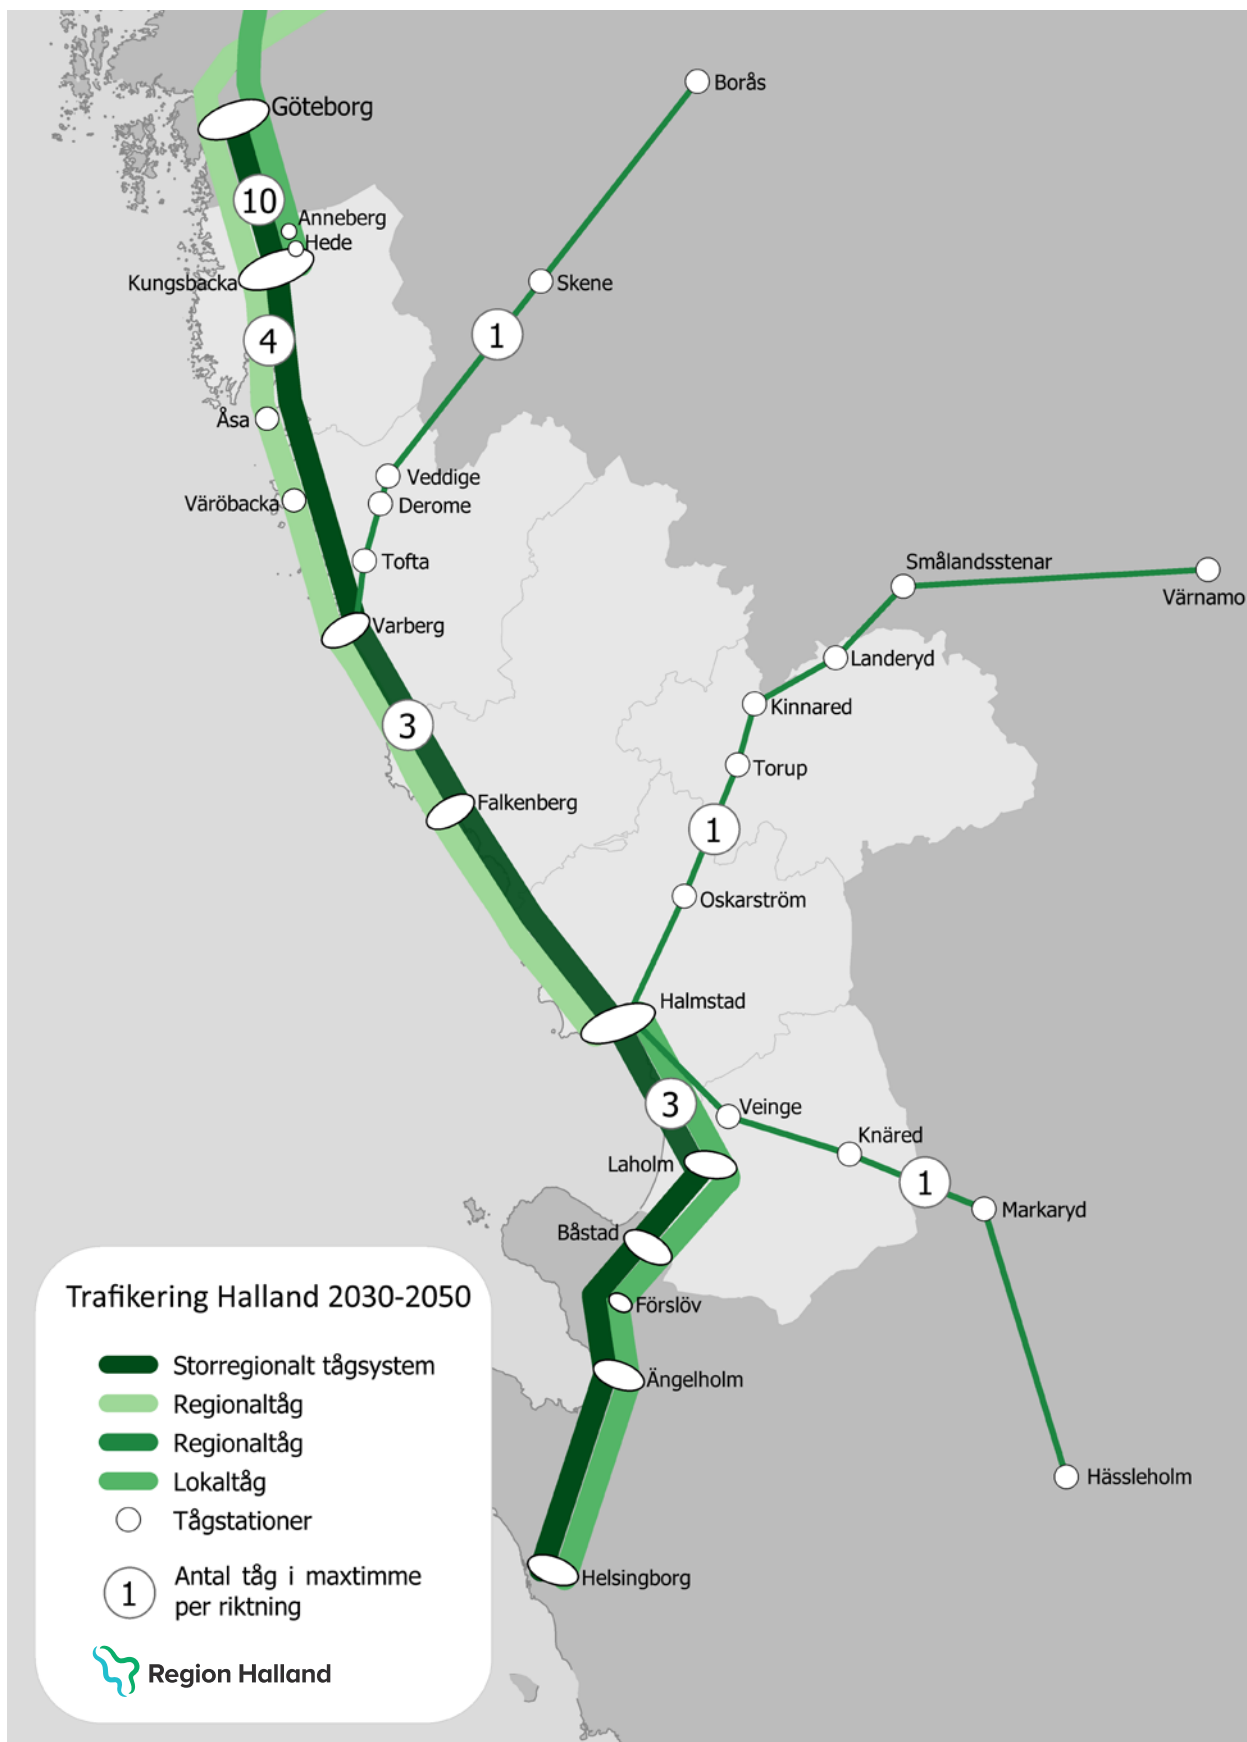 Borås
Göteborg
10
Anneberg
Hede
Kungsbacka
Skene
1
4
Åsa
Veddige
Väröbacka
Derome
Tofta
Smålandsstenar
Värnamo
Varberg
Landeryd
Kinnared
3
Torup
Falkenberg
1
Oskarström
Halmstad
3
Veinge
Knäred
Laholm
1
Markaryd
Båstad
Förslöv
Ängelholm
Hässleholm
Helsingborg
Trafikering Halland 2030-2050
Storregionalt tågsystem
Regionaltåg
Regionaltåg
Lokaltåg
Tågstationer
1
Antal tåg i maxtimme
per riktning
Region Halland